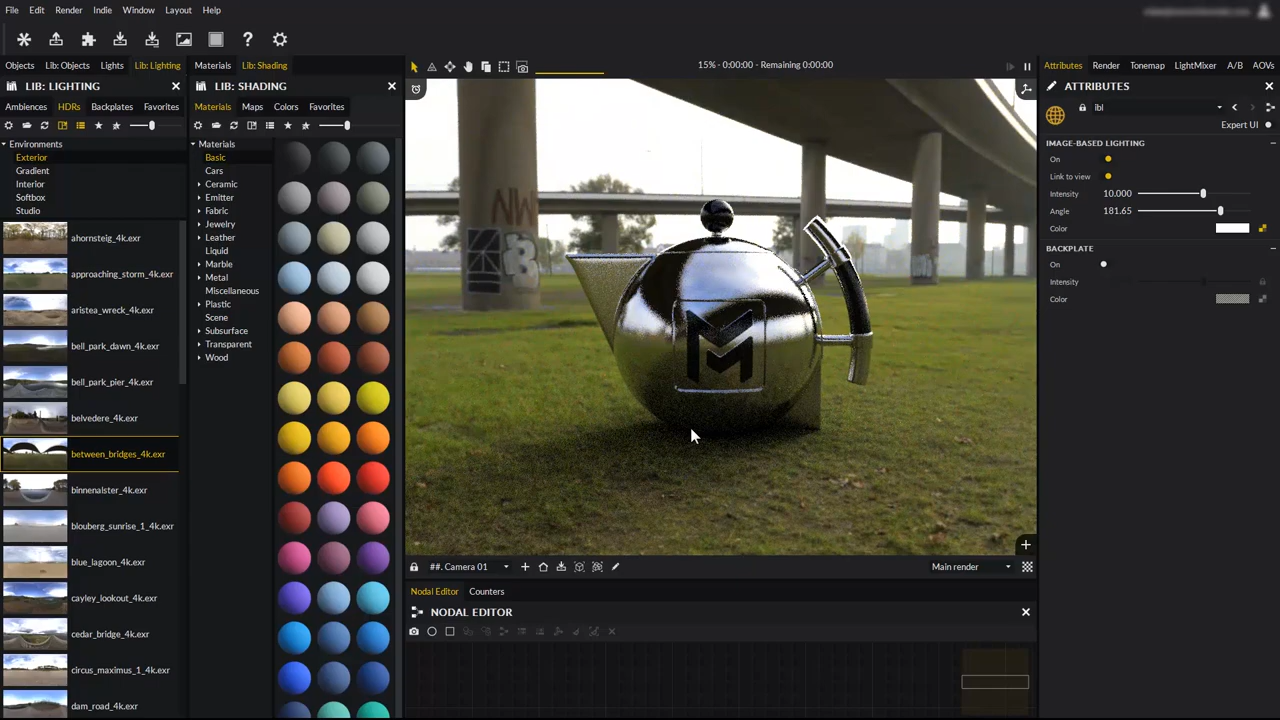 File Edit Render Indie Window Layout Help
Objects Lib: Objects Lights Lib: Lighting
LIB: LIGHTING
Ambiences HDRs Backplates Favorites
Environments
Exterior
Gradient
Interior
Softbox
Studio
ahornsteig_4k.exr
approaching_storm_4k.exr
aristea_wreck_4k.exr
bell_park_dawn_4k.exr
bell_park_pier_4k.exr
belvedere_4k.exr
between_bridges_4k.exr
binnenalster_4k.exr
blouberg_sunrise_1_4k.exr
blue_lagoon_4k.exr
cayley_lookout_4k.exr
cedar_bridge_4k.exr
circus_maximus_1_4k.exr
dam_road_4k.exr
Materials Lib: Shading
LIB: SHADING
Materials Maps Colors Favorites
Materials
Basic
Cars
Ceramic
Emitter
Fabric
Jewelry
Leather
Liquid
Marble
Metal
Miscellaneous
Plastic
Scene
Subsurface
Transparent
Wood
15% - 0:00:00 - Remaining 0:00:00
NW
B
M
##. Camera 01
Main render
Nodal Editor Counters
NODAL EDITOR
Attributes Render Tonemap LightMixer A/B AOVs
ATTRIBUTES
ibl
Expert UI
IMAGE-BASED LIGHTING
On
Link to view
Intensity 10.000
Angle 181.65
Color
BACKPLATE
On
Intensity
Color